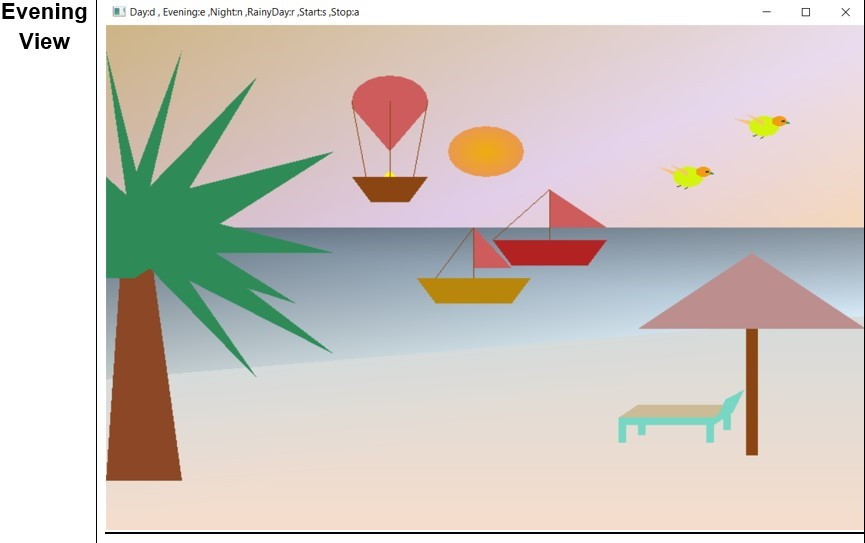 Evening
View
Day:d , Evening:e ,Night:n ,RainyDay:r ,Start:s ,Stop:a